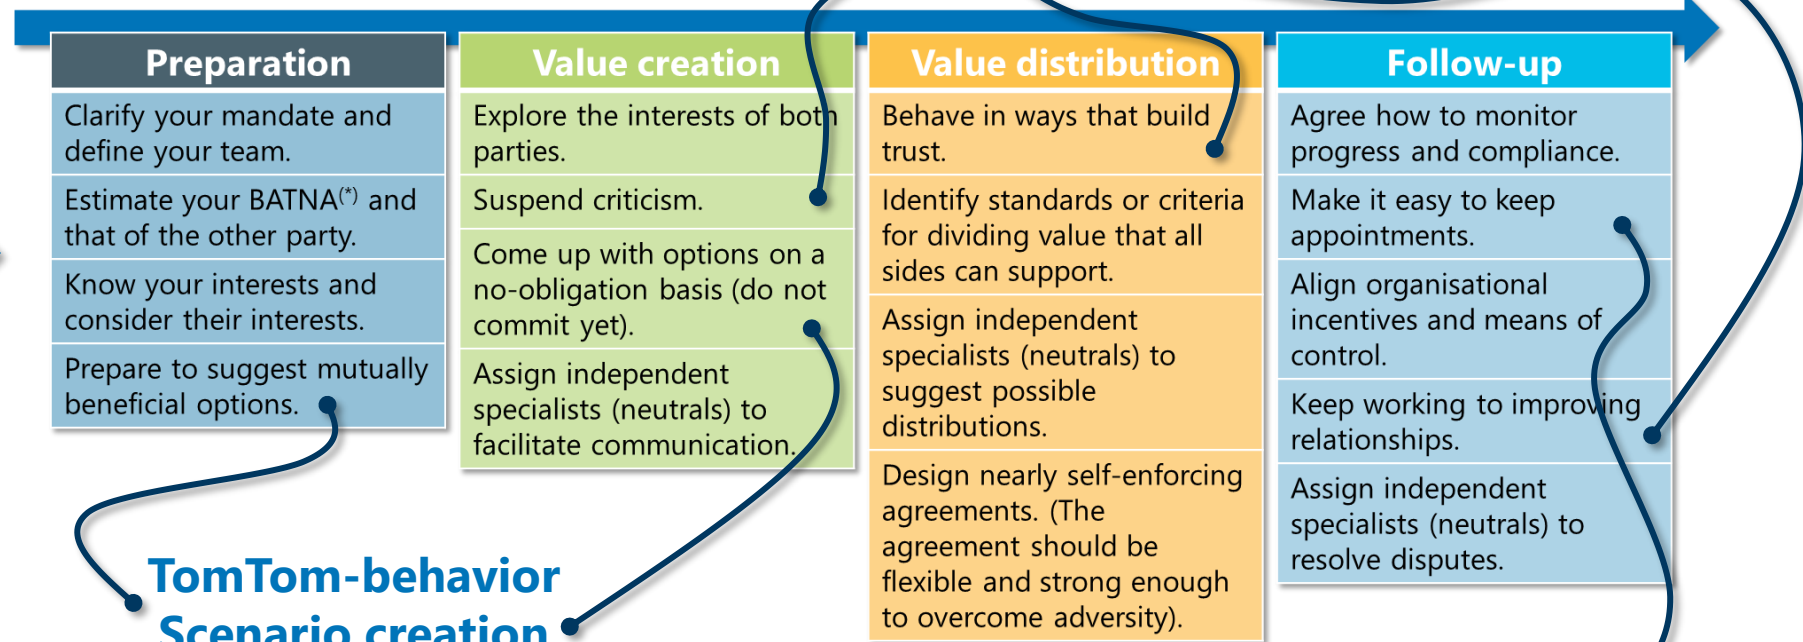 Preparation
Clarify your mandate and
define your team.
Estimate your BATNA(*) and
that of the other party.
Know your interests and
consider their interests.
Prepare to suggest mutually
beneficial options.
Value creation
Explore the interests of both
parties.
Suspend criticism.
Come up with options on a
no-obligation basis (do not
commit yet).
Assign independent
specialists (neutrals) to
facilitate communication.
Value distribution
Behave in ways that build
trust.
Identify standards or criteria
for dividing value that all
sides can support.
Assign independent
specialists (neutrals) to
suggest possible
distributions.
Design nearly self-enforcing
agreements. (The
agreement should be
flexible and strong enough
to overcome adversity).
Follow-up
Agree how to monitor
progress and compliance.
Make it easy to keep
appointments.
Align organisational
incentives and means of
control.
Keep working to improving
relationships.
Assign independent
specialists (neutrals) to
resolve disputes.
TomTom-behavior
Scenario creation